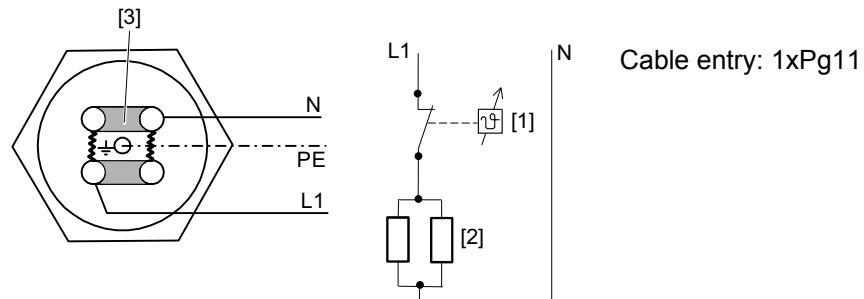 [3]
N
PE
L1
L1
N
ϑ
[1]
[2]
Cable entry: 1xPg11